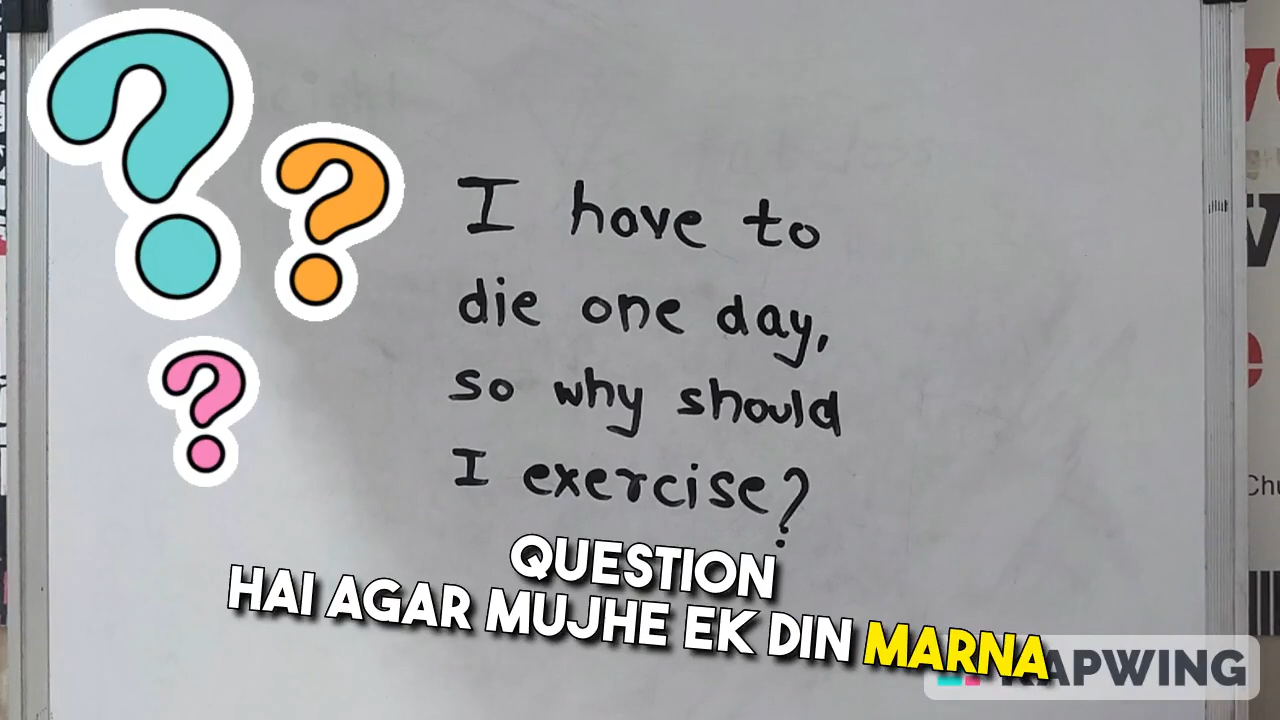 I have to
die one day,
so why should
I exercise?
QUESTION
HAI AGAR MUJHE EK DIN MARNA
KAPWING